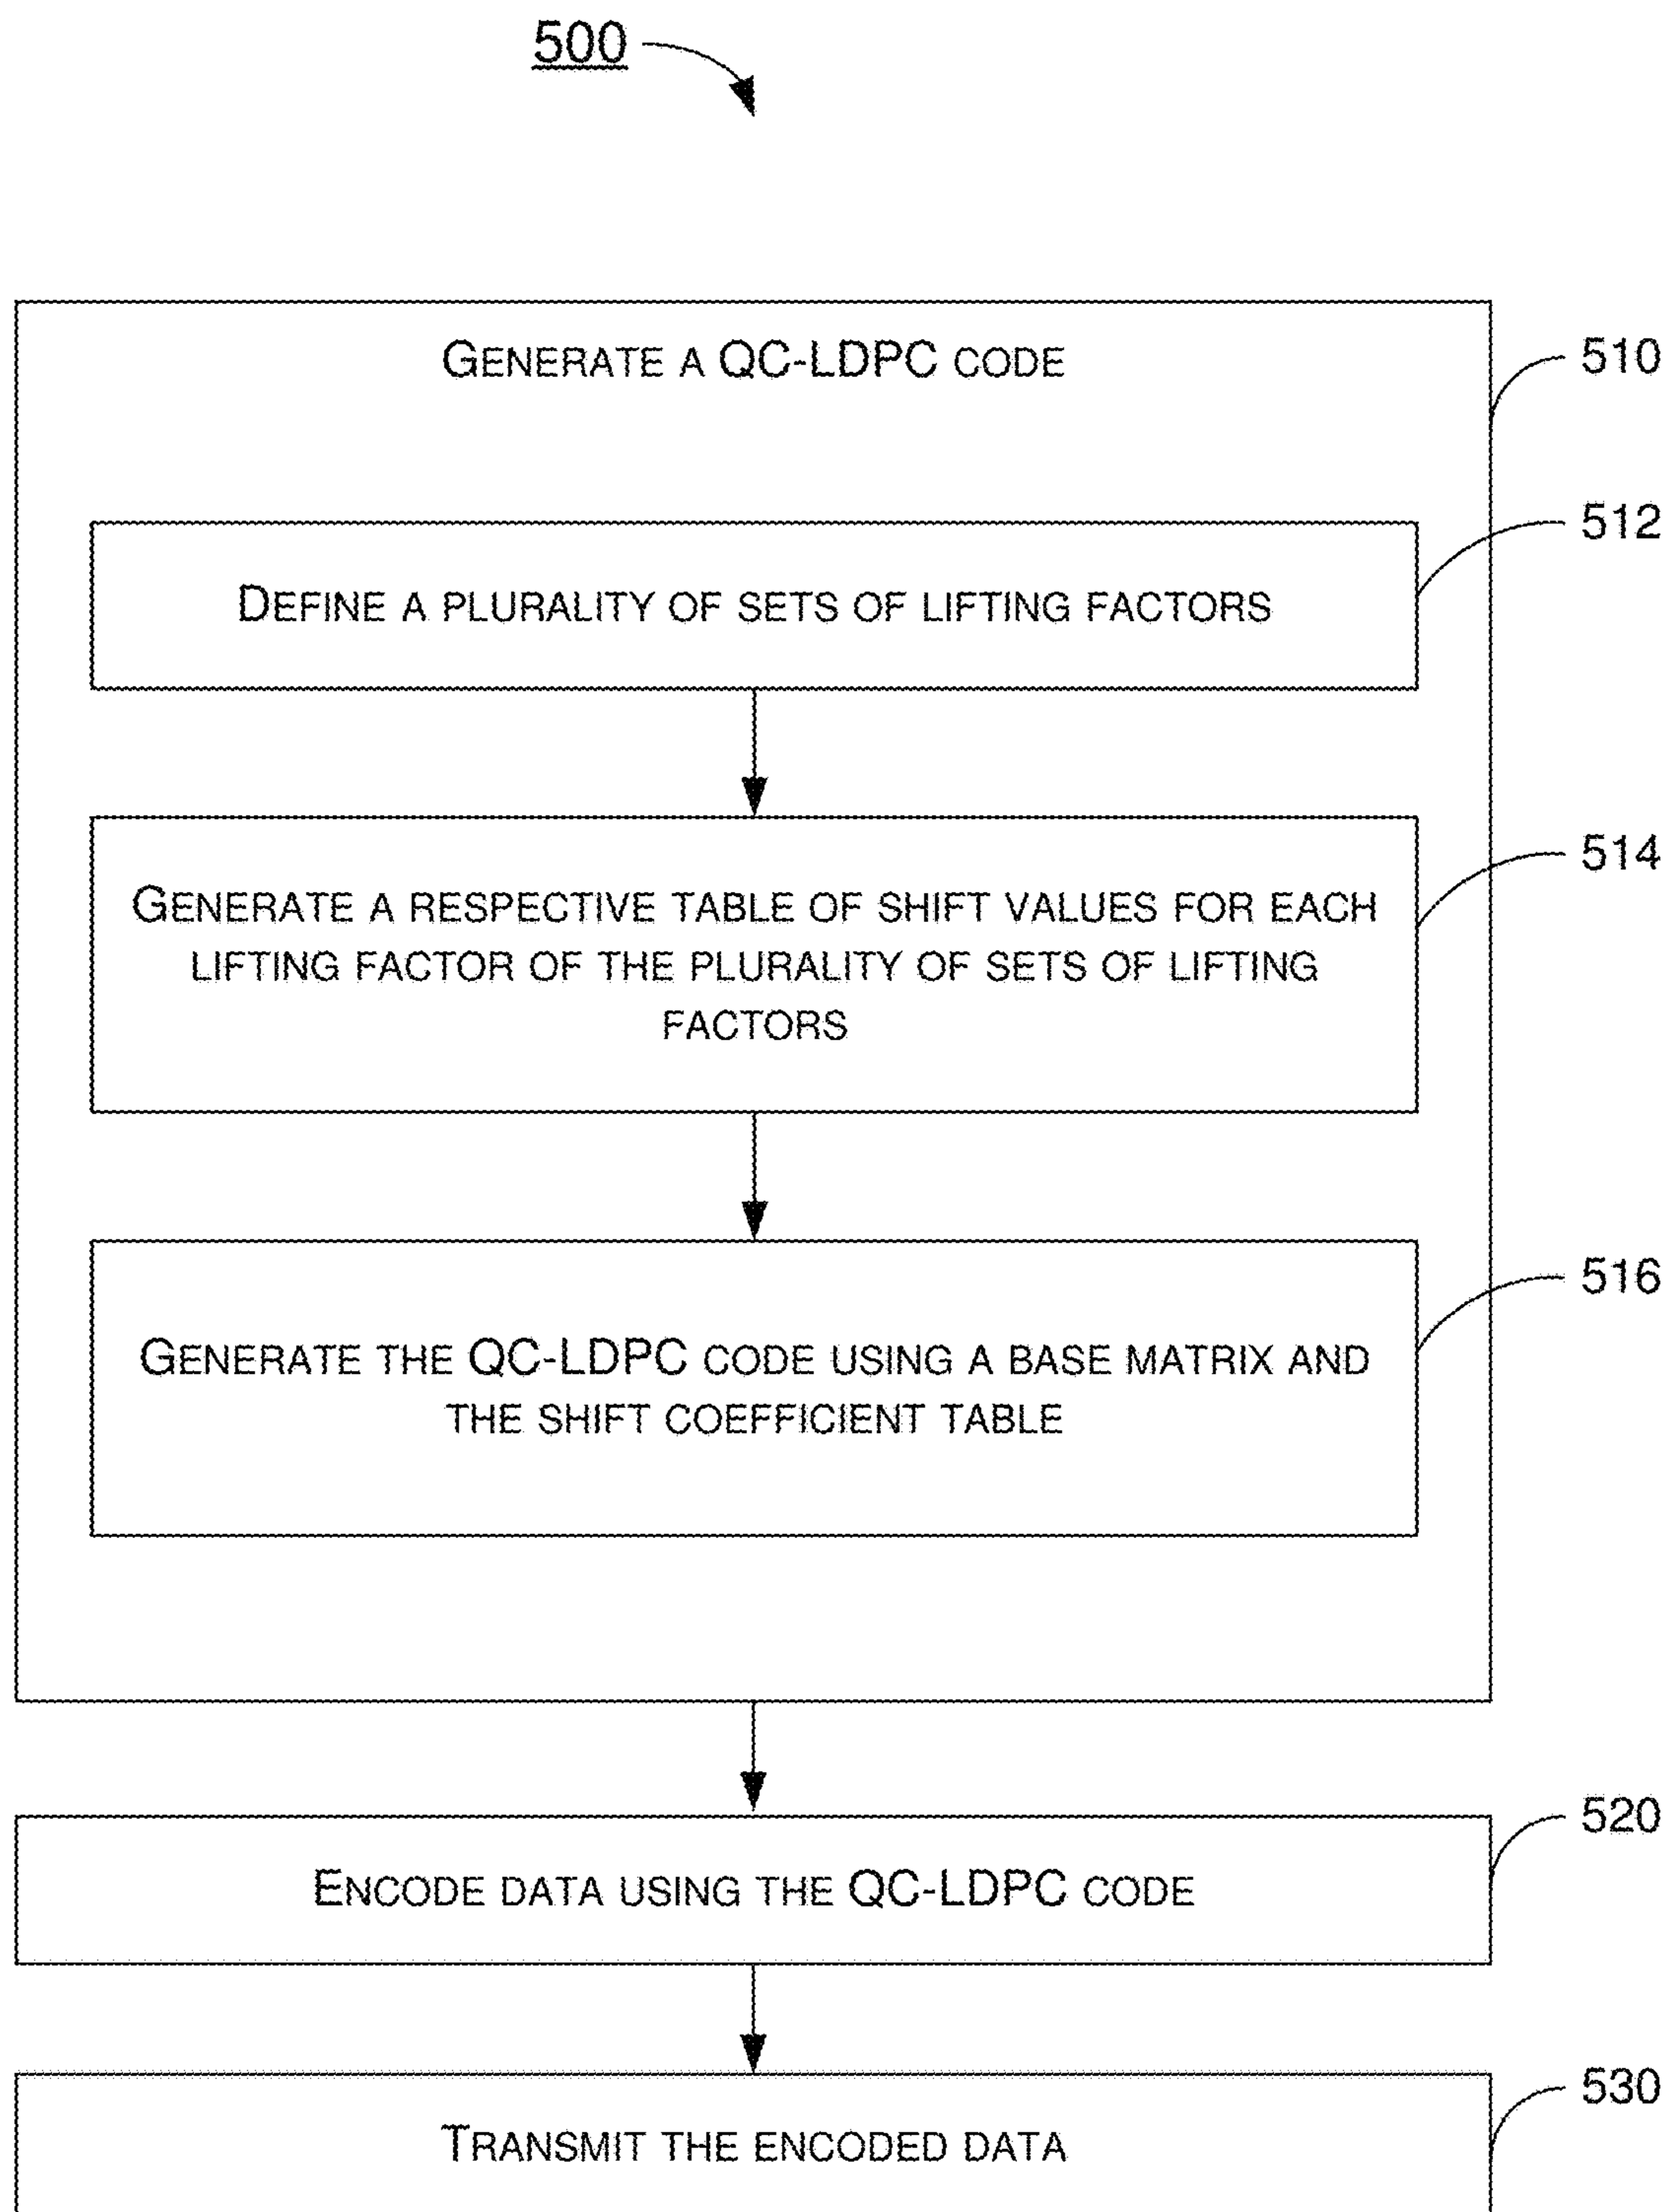 500
GENERATE A QC-LDPC CODE
510
512
DEFINE A PLURALITY OF SETS OF LIFTING FACTORS
514
GENERATE A RESPECTIVE TABLE OF SHIFT VALUES FOR EACH
LIFTING FACTOR OF THE PLURALITY OF SETS OF LIFTING
FACTORS
516
GENERATE THE QC-LDPC CODE USING A BASE MATRIX AND
THE SHIFT COEFFICIENT TABLE
520
ENCODE DATA USING THE QC-LDPC CODE
530
TRANSMIT THE ENCODED DATA